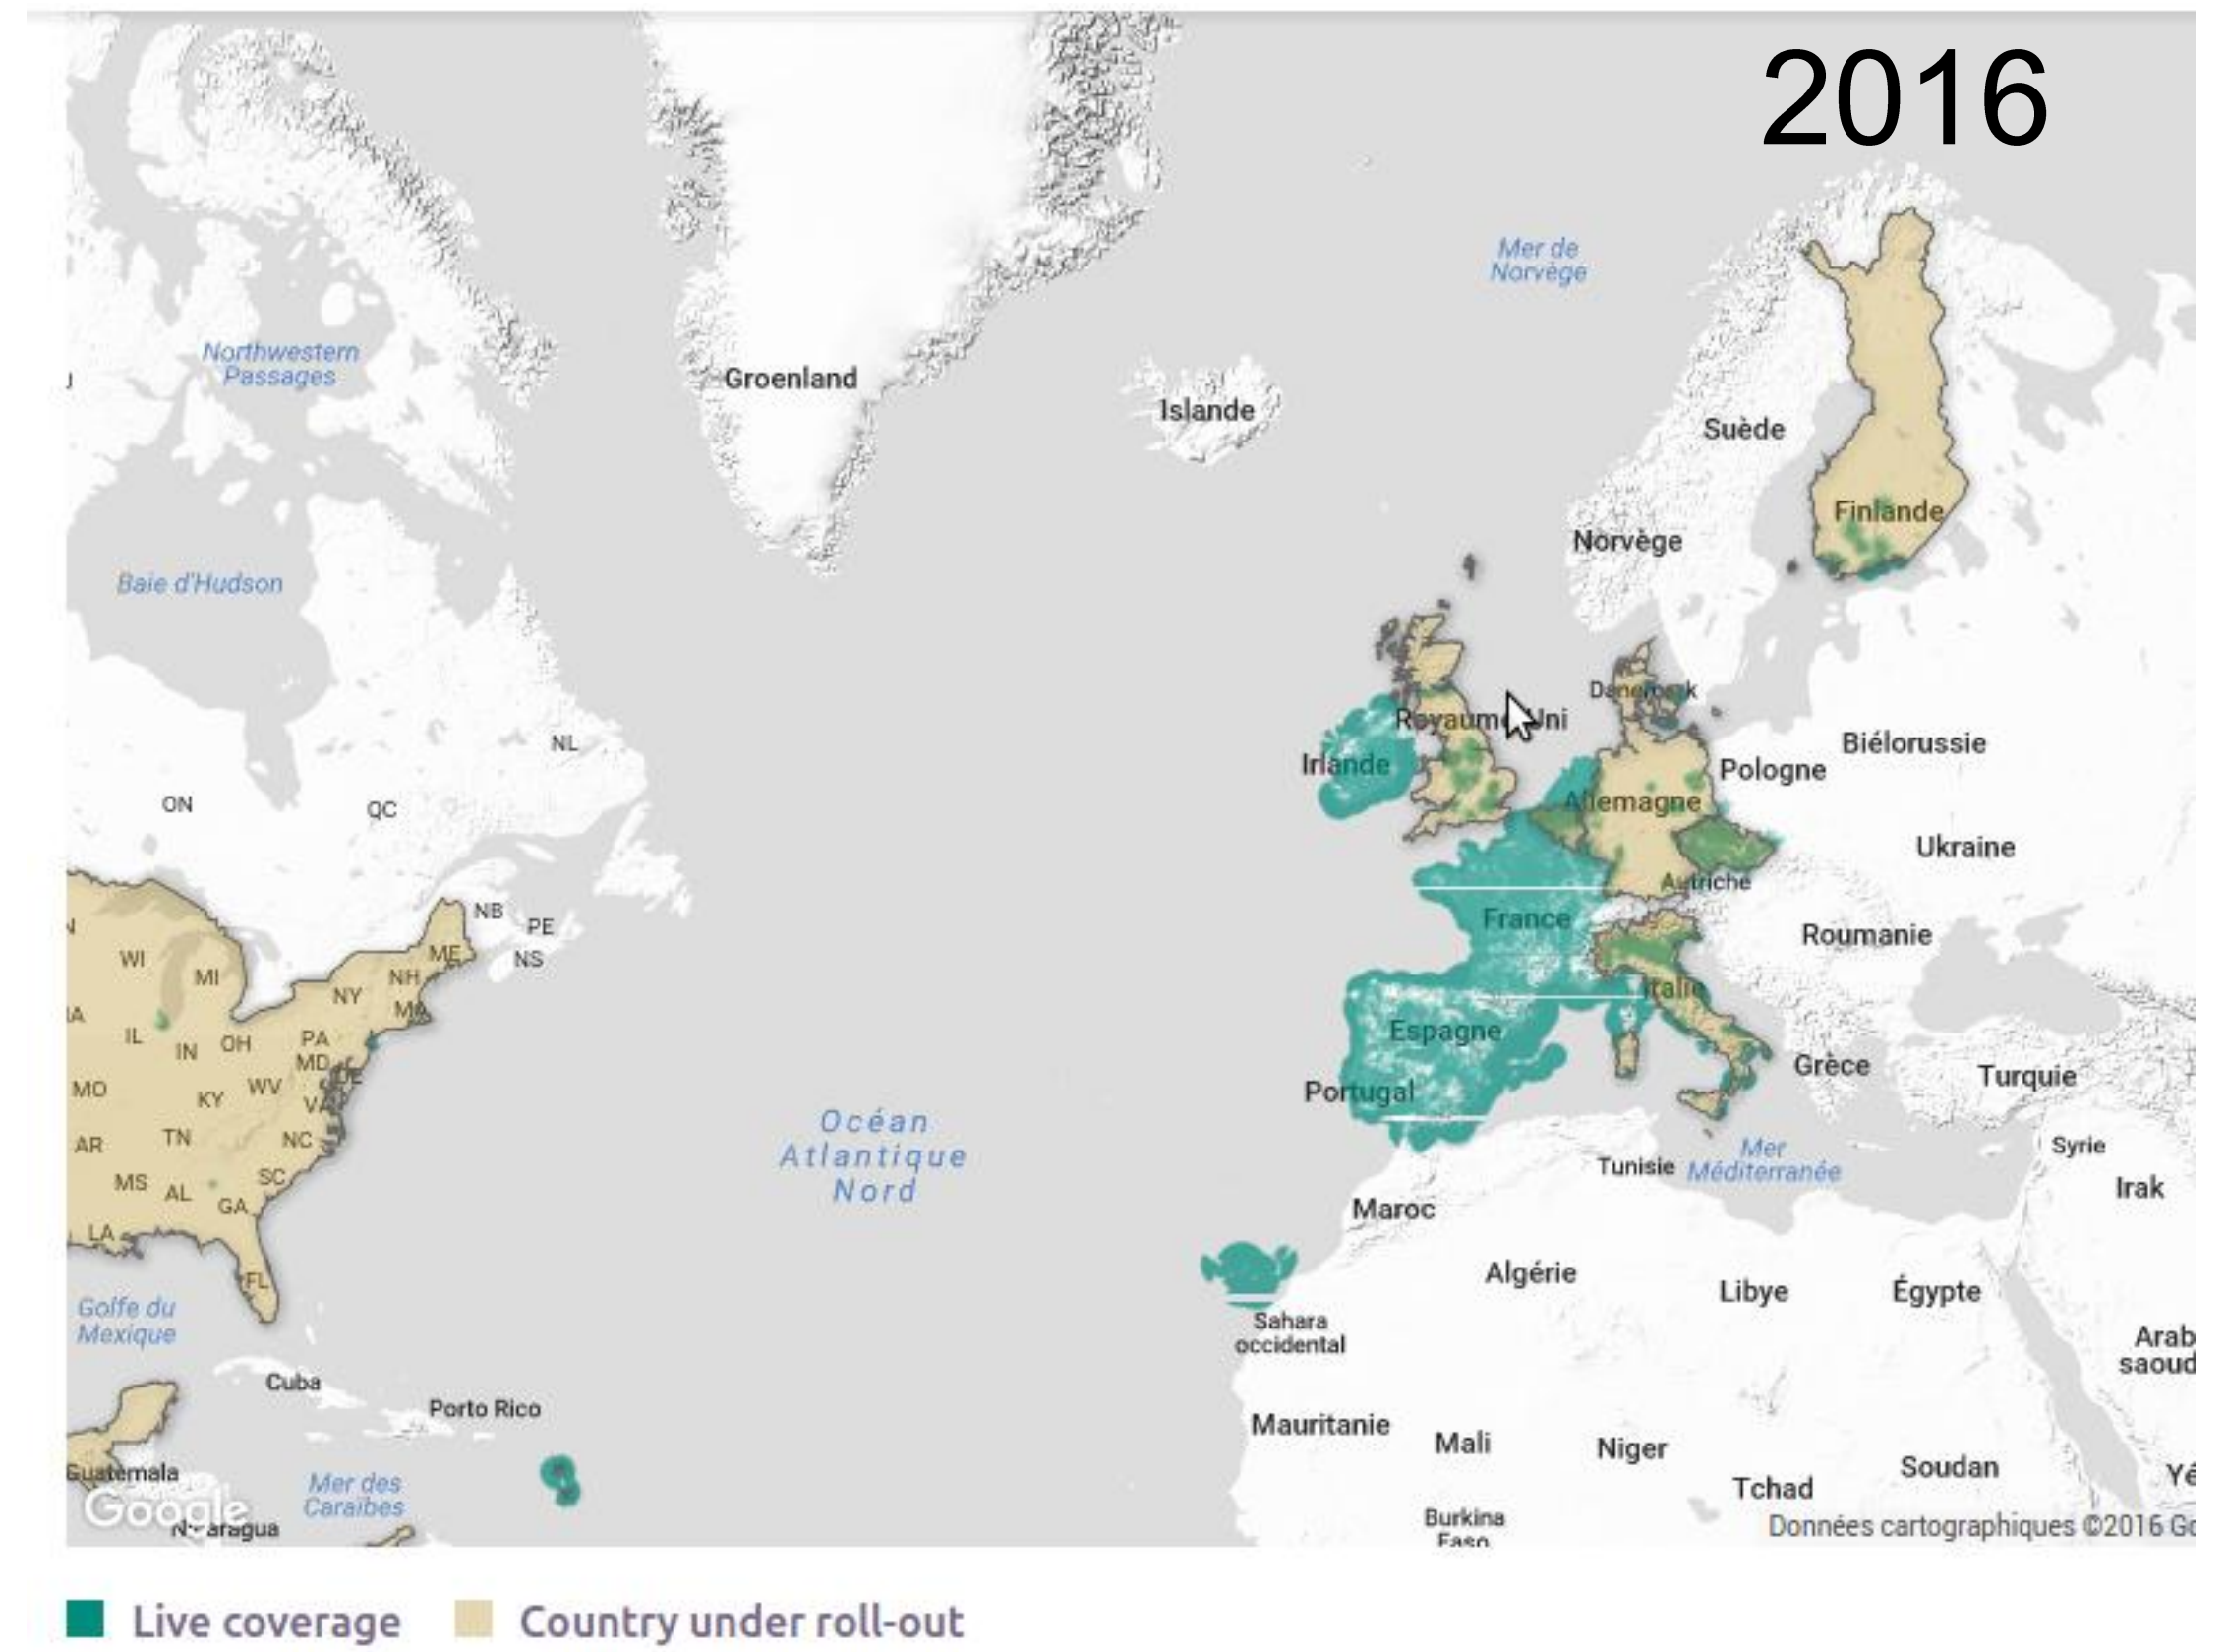 2016
Mer de
Norvège
Northwestern
Passages
Groenland
Islande
Suède
Finlande
Norvège
Baie d'Hudson
Danemark
Royaume-Uni
NL
Biélorussie
Irlande
Pologne
ON
QC
Allemagne
Ukraine
Autriche
NB
PE
France
Roumanie
ME
NS
WI
MI
NH
NY
MA
Italie
IL
IN
OH
PA
Espagne
MD
DE
Grèce
Turquie
MO
KY
WV
VA
Portugal
Océan
Atlantique
Nord
AR
TN
NC
Mer
Méditerranée
Syrie
Tunisie
MS
AL
SC
GA
Irak
Maroc
LA
FL
Algérie
Libye
Égypte
Golfe du
Mexique
Sahara
occidental
Arab
saoud
Cuba
Porto Rico
Mauritanie
Mali
Niger
Guatemala
Soudan
Yé
Mer des
Caraïbes
Tchad
Google
Nicaragua
Burkina
Faso
Données cartographiques ©2016 Go
Live coverage
Country under roll-out